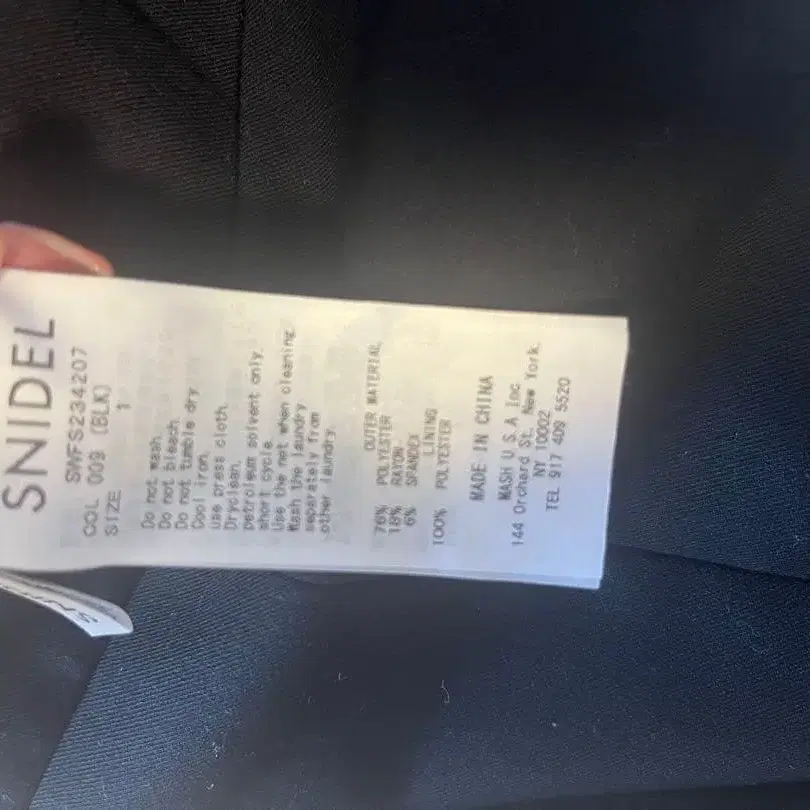 SNIDEL
SWFS234207
COL 009 (BLK)
SIZE 1
Do not wash.
Do not bleach.
Do not tumble dry
Cool iron.
use press cloth.
Dryclean.
petroleum solvent only.
short cycle
Use the net when cleaning.
Wash the laundry
separately from
other laundry.
OUTER MATERIAL
76% POLYESTER
18% RAYON
6% SPANDEX
LINING
100% POLYESTER
MADE IN CHINA
MASH U S A Inc
144 Orchard St, New York,
NY 10002
TEL 917 409 5520